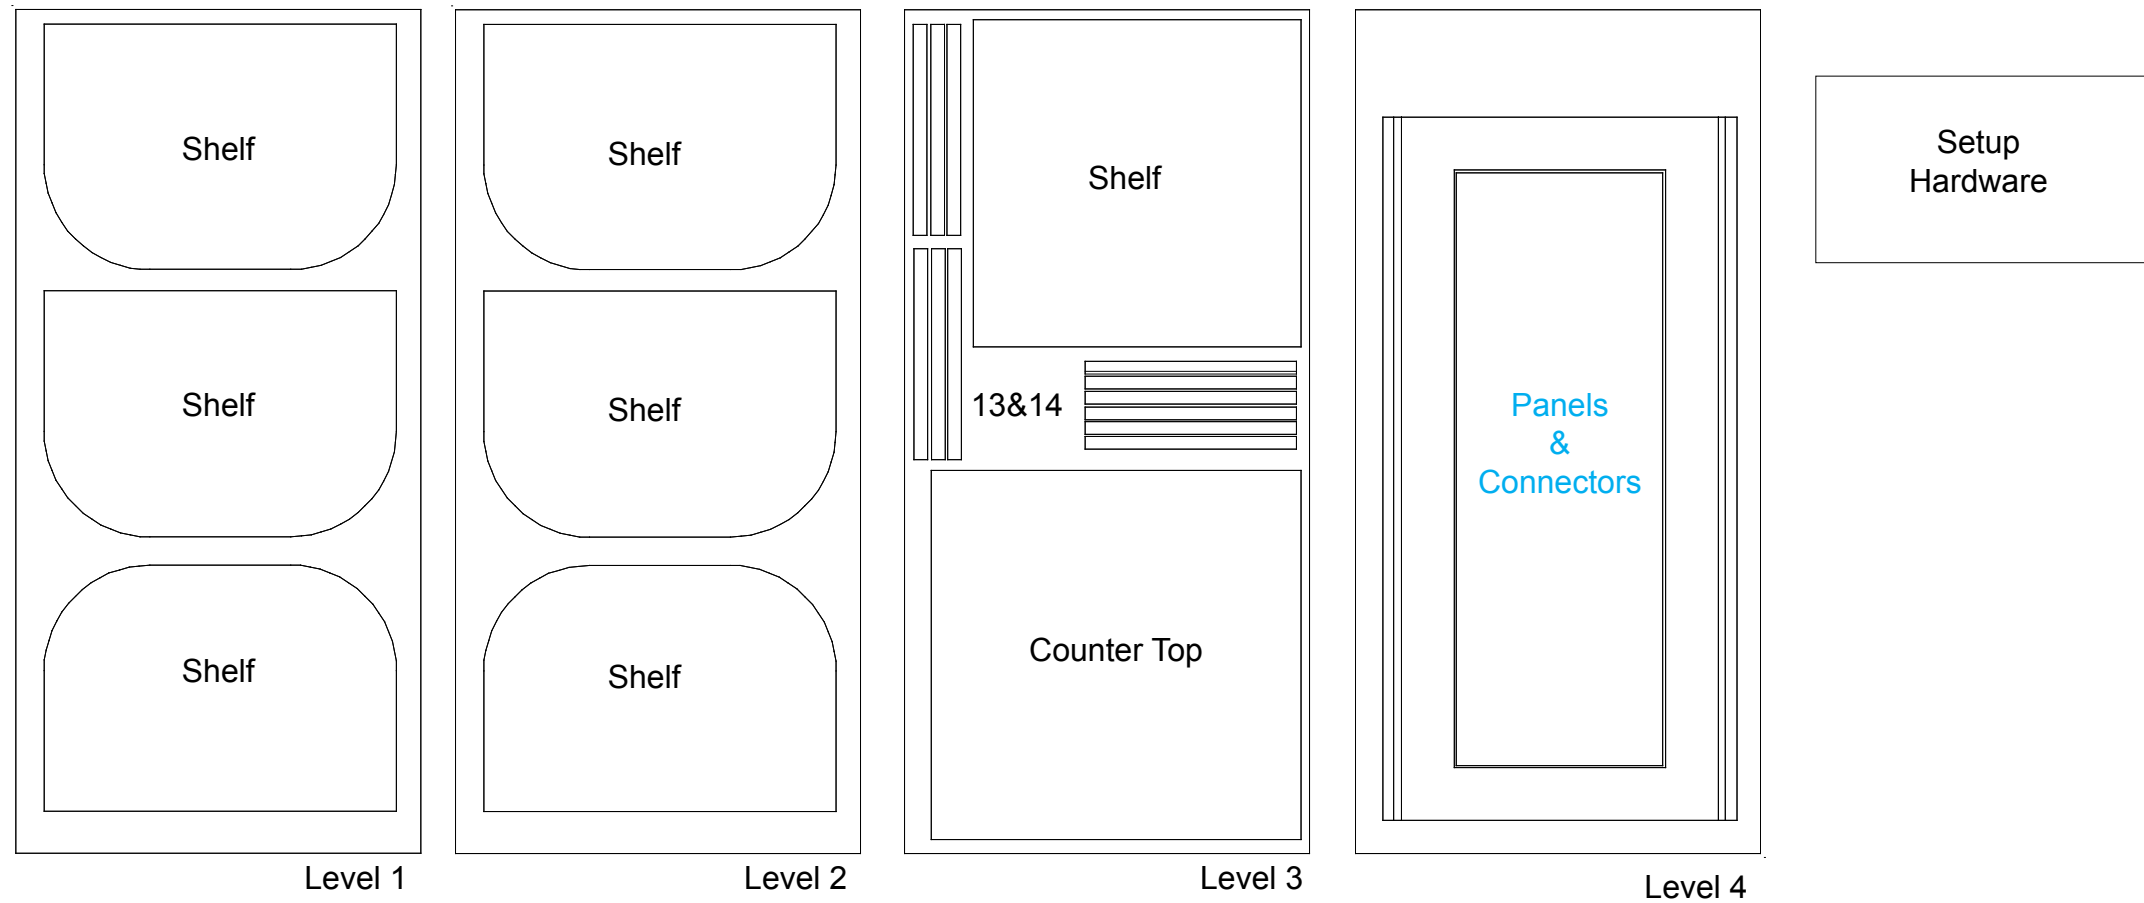 Shelf
Shelf
Shelf
Level 1
Shelf
Shelf
Shelf
Level 2
Shelf
13&14
Counter Top
Level 3
Panels
&
Connectors
Level 4
Setup
Hardware